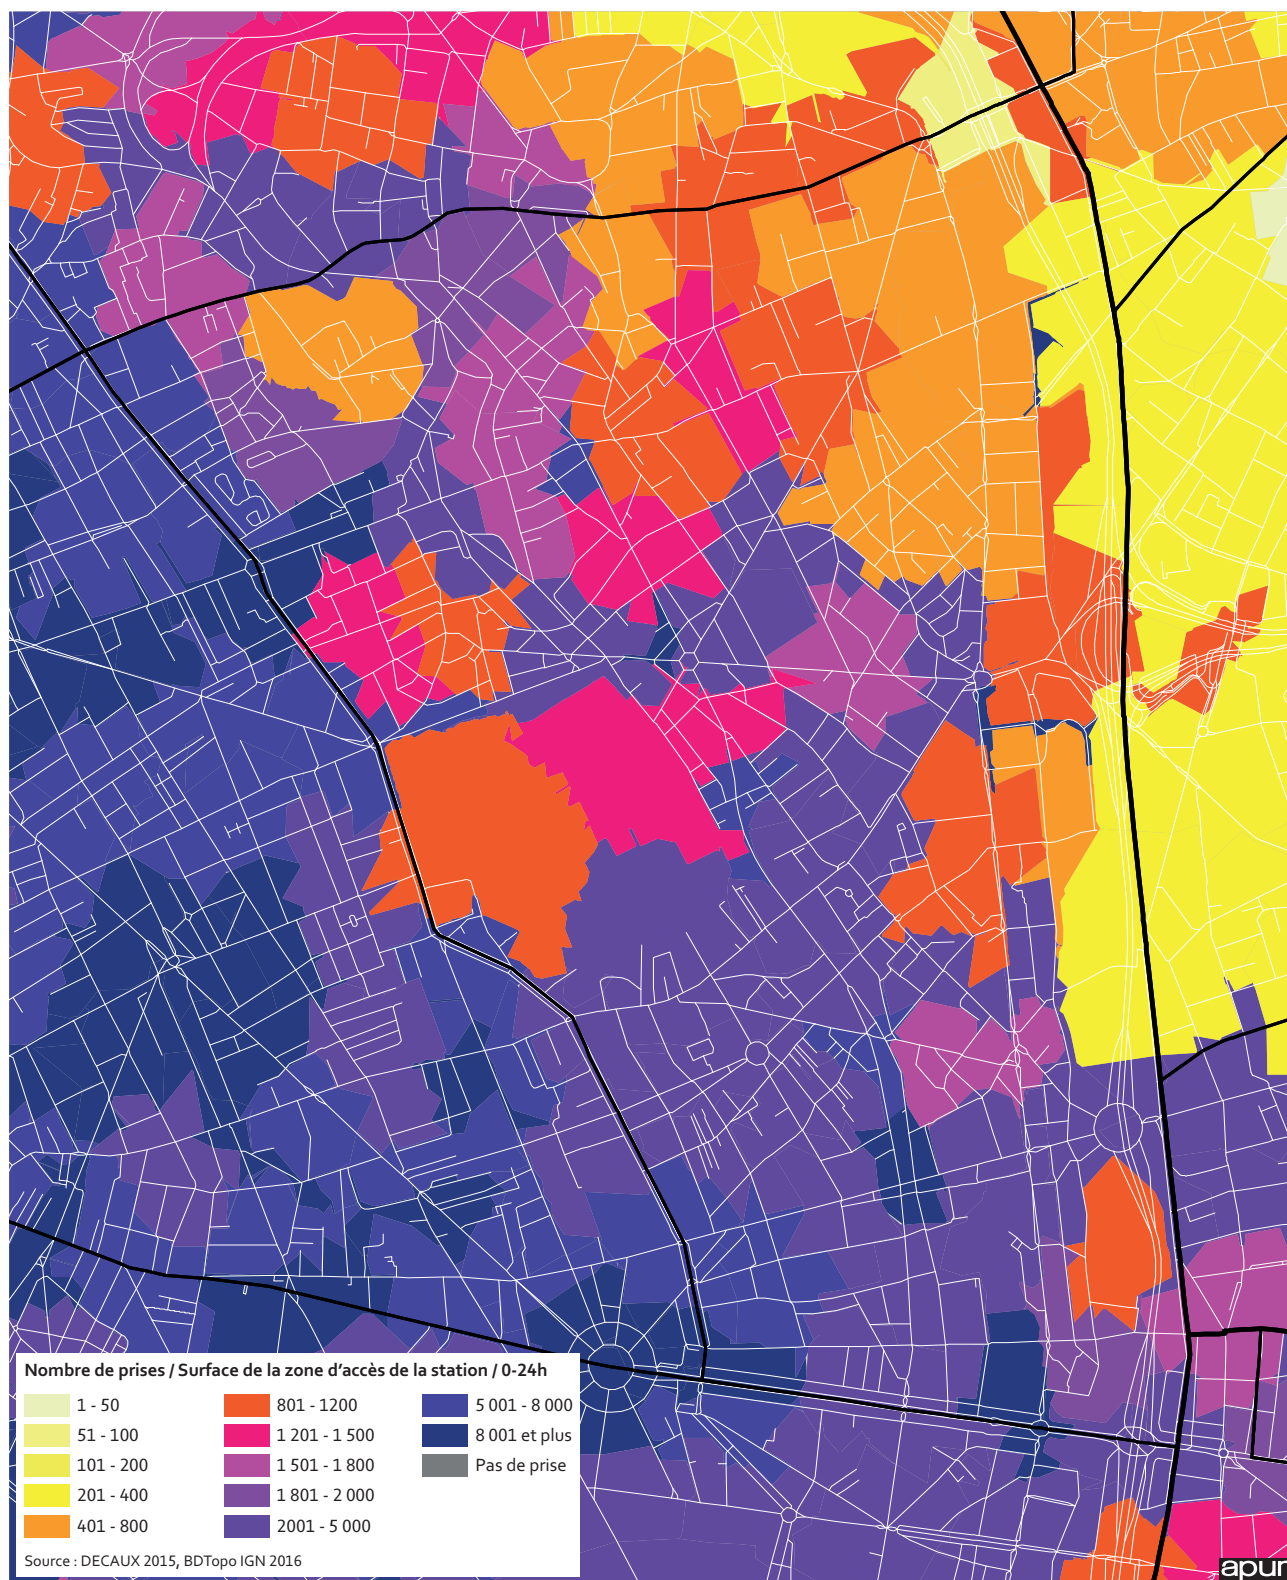 Nombre de prises / Surface de la zone d'accès de la station / 0-24h
1 - 50
51 - 100
101 - 200
201 - 400
401 - 800
801 - 1200
1 201 - 1 500
1 501 - 1 800
1 801 - 2 000
2001 - 5 000
5 001 - 8 000
8 001 et plus
Pas de prise
Source : DECAUX 2015, BDTopo IGN 2016
apur